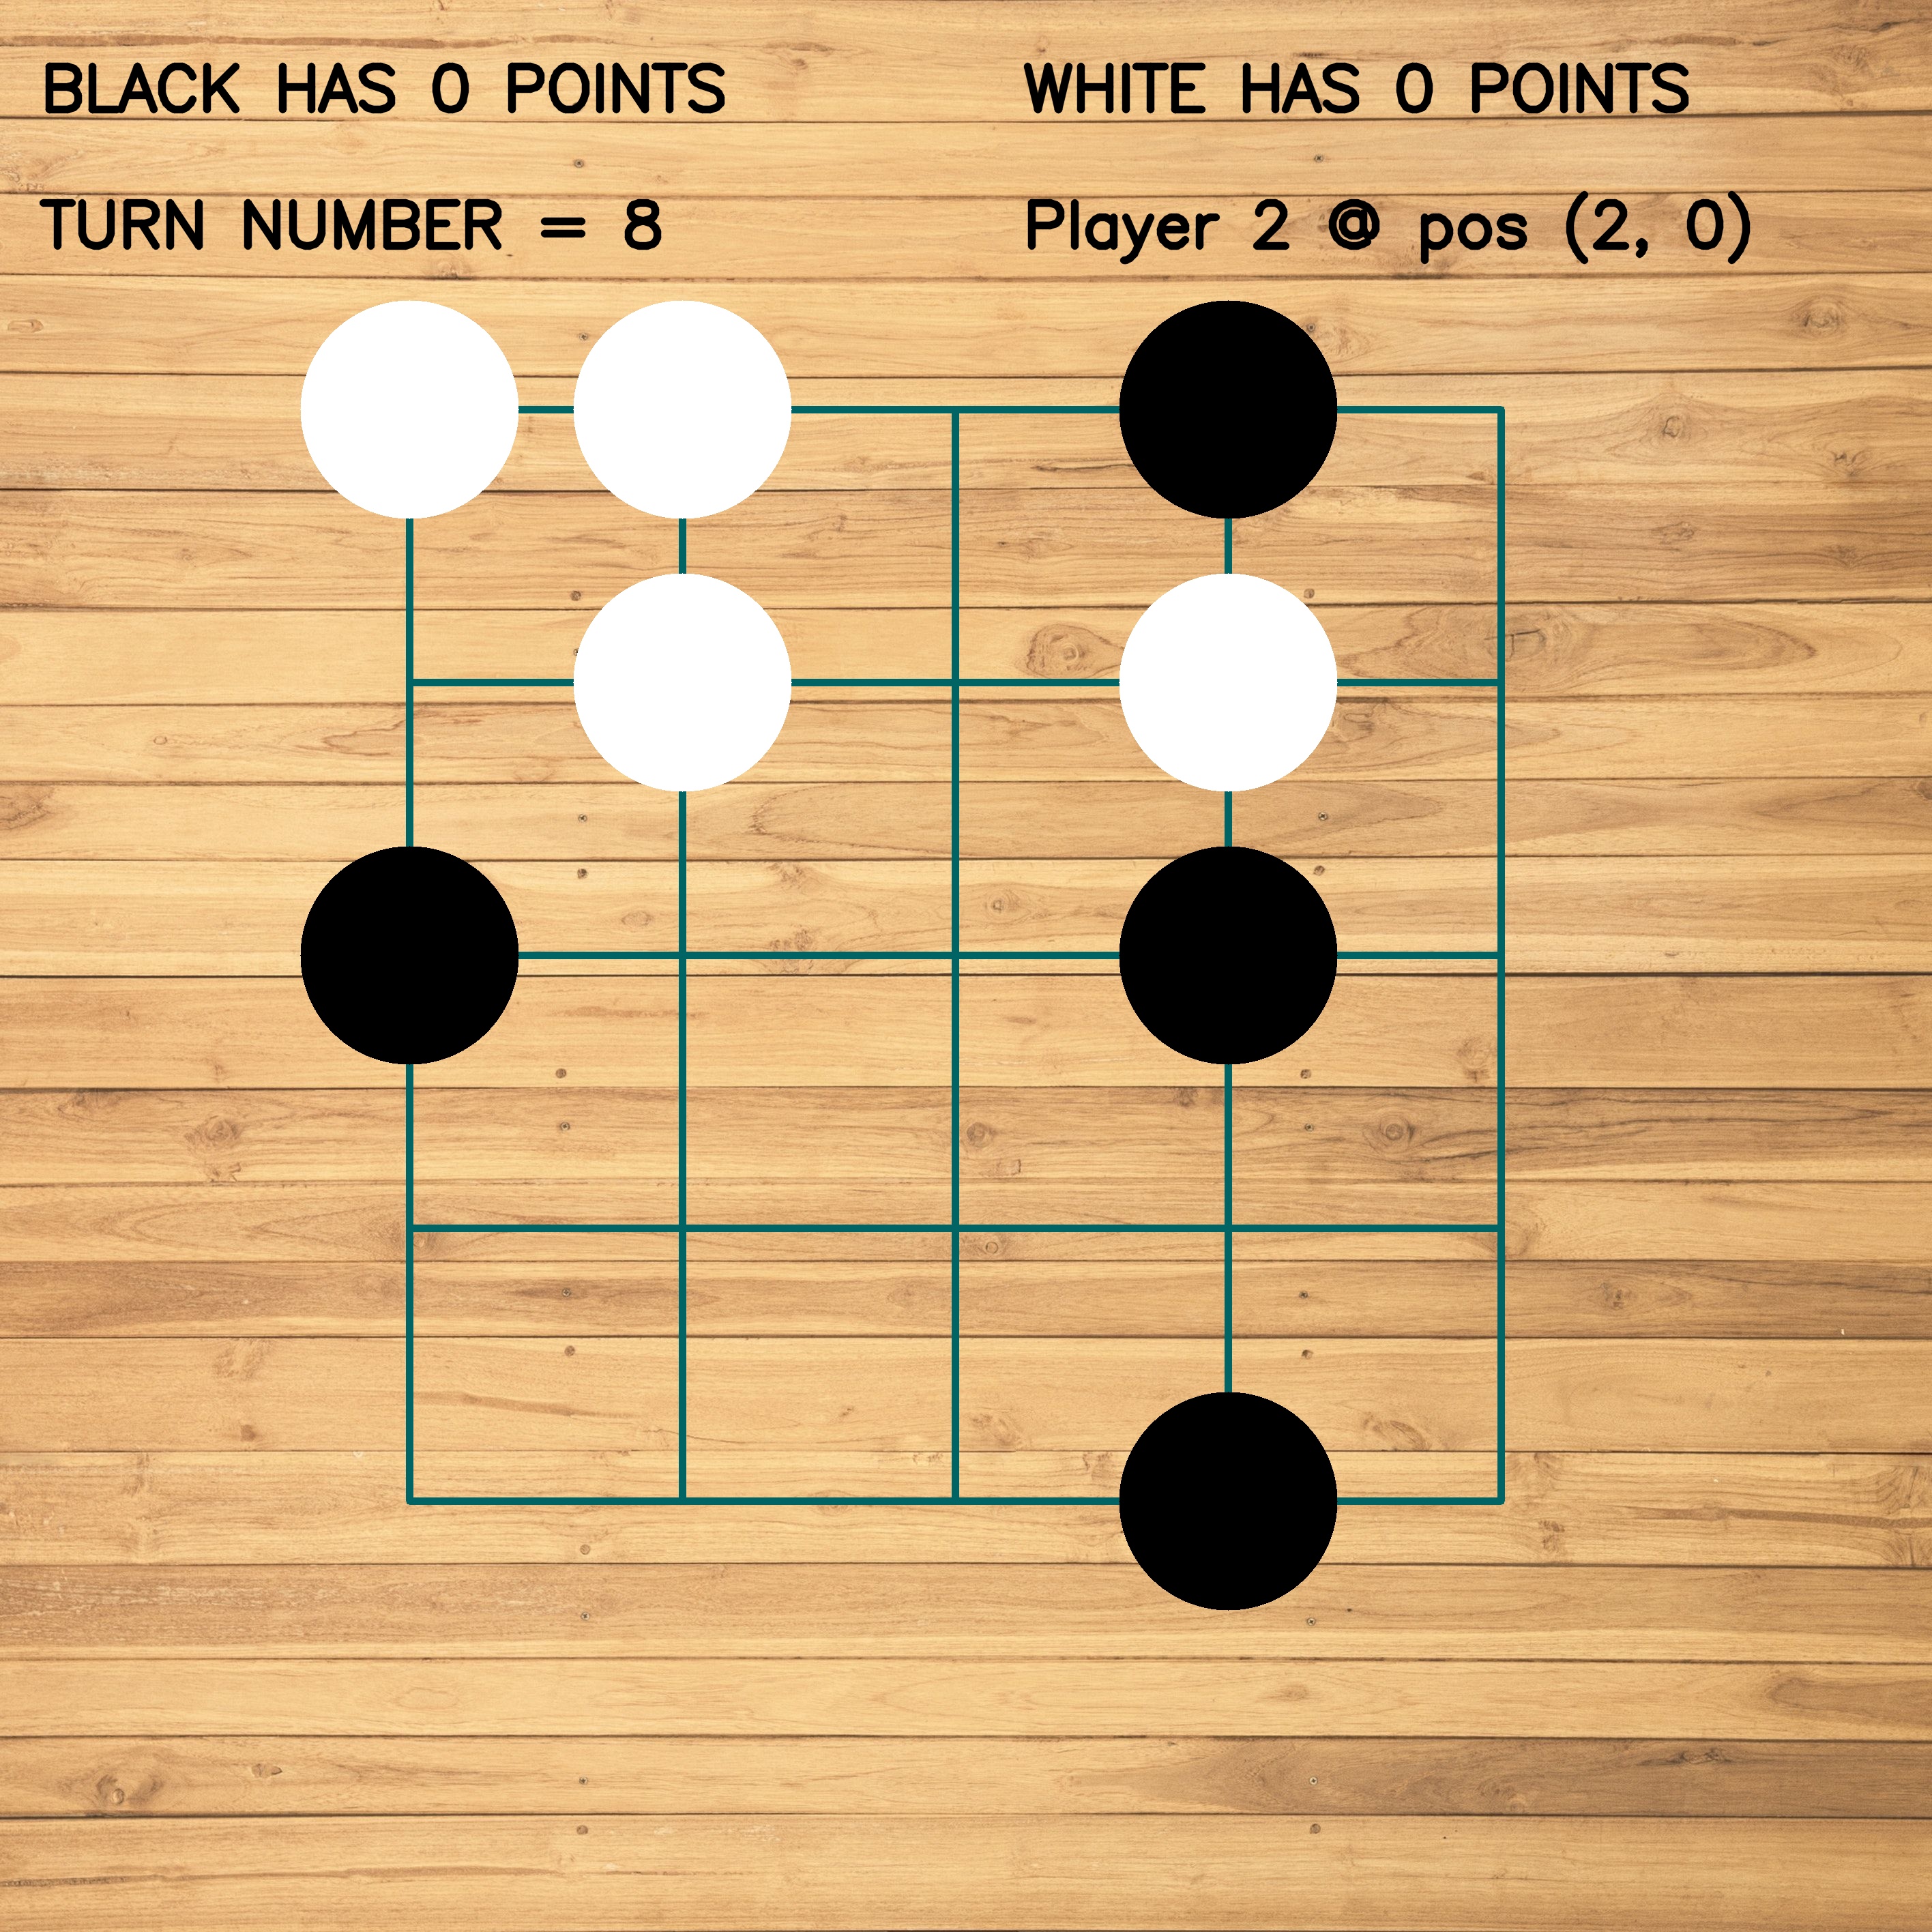 BLACK HAS 0 POINTS
WHITE HAS 0 POINTS
TURN NUMBER = 8
Player 2 @ pos (2, 0)